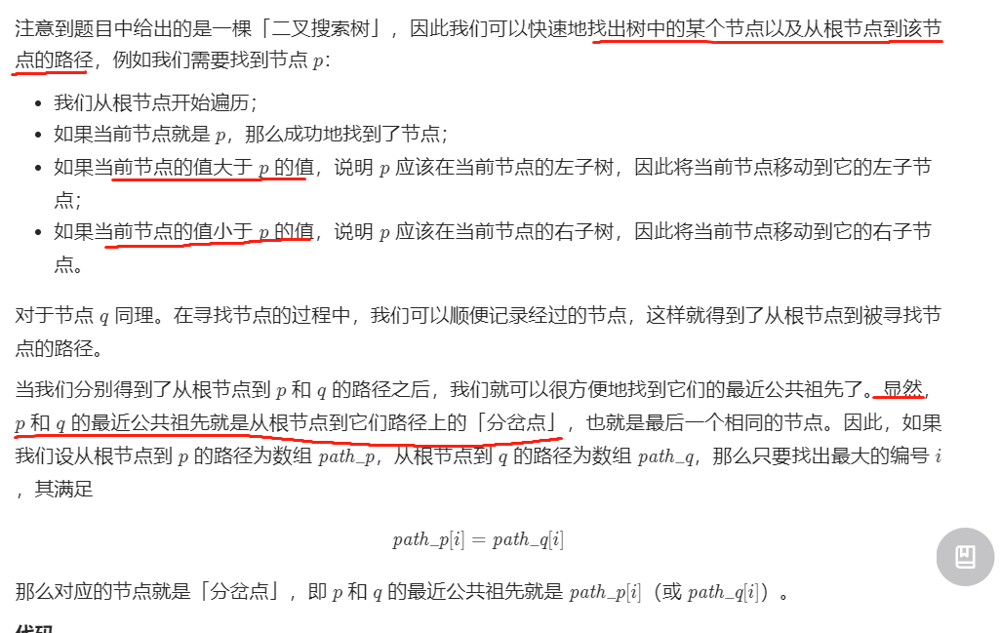 注意到题目中给出的是一棵「二叉搜索树」，因此我们可以快速地找出树中的某个节点以及从根节点到该节
点的路径，例如我们需要找到节点 p：
• 我们从根节点开始遍历；
• 如果当前节点就是 p，那么成功地找到了节点；
• 如果当前节点的值大于 p 的值，说明 p 应该在当前节点的左子树，因此将当前节点移动到它的左子节
点；
• 如果当前节点的值小于 p 的值，说明 p 应该在当前节点的右子树，因此将当前节点移动到它的右子节
点。
对于节点 q 同理。在寻找节点的过程中，我们可以顺便记录经过的节点，这样就得到了从根节点到被寻找节
点的路径。
当我们分别得到了从根节点到 p 和 q 的路径之后，我们就可以很方便地找到它们的最近公共祖先了。显然，
p 和 q 的最近公共祖先就是从根节点到它们路径上的「分岔点」，也就是最后一个相同的节点。因此，如果
我们设从根节点到 p 的路径为数组 path_p，从根节点到 q 的路径为数组 path_q，那么只要找出最大的编号 i
，其满足
path_p[i] = path_q[i]
那么对应的节点就是「分岔点」，即 p 和 q 的最近公共祖先就是 path_p[i]（或 path_q[i]）。
代码